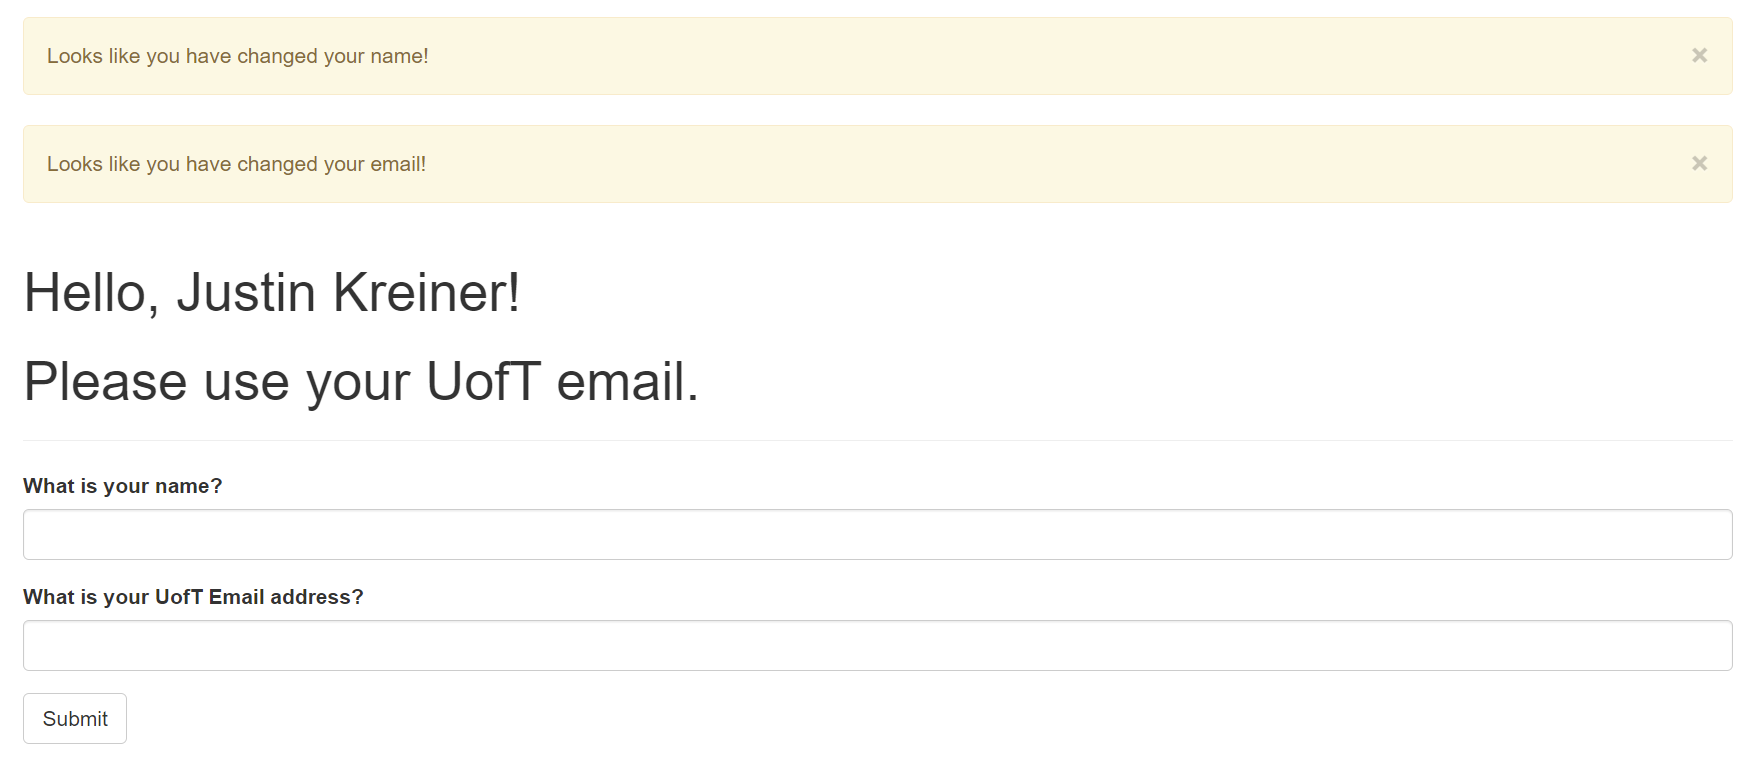 Looks like you have changed your name!
×
Looks like you have changed your email!
×
Hello, Justin Kreiner!
Please use your UofT email.
What is your name?
What is your UofT Email address?
Submit